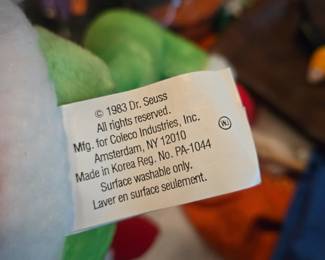 © 1983 Dr. Seuss
All rights reserved.
Mfg. for Coleco Industries, Inc.
Amsterdam, NY 12010
Made in Korea Reg. No. PA-1044
Surface washable only.
Laver en surface seulement.